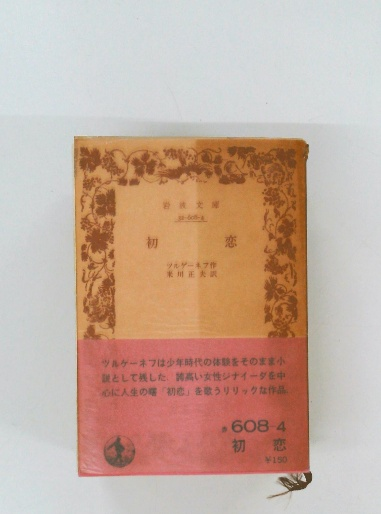 岩波文庫
初 恋
ツルゲーネフ作
米川正夫訳
ツルゲーネフは少年時代の体験をそのまま小
説として残した. 誇高い女性ジナイーダを中
心に人生の曙「初恋」を歌うリリックな作品.
赤 608-4
初 恋
¥150